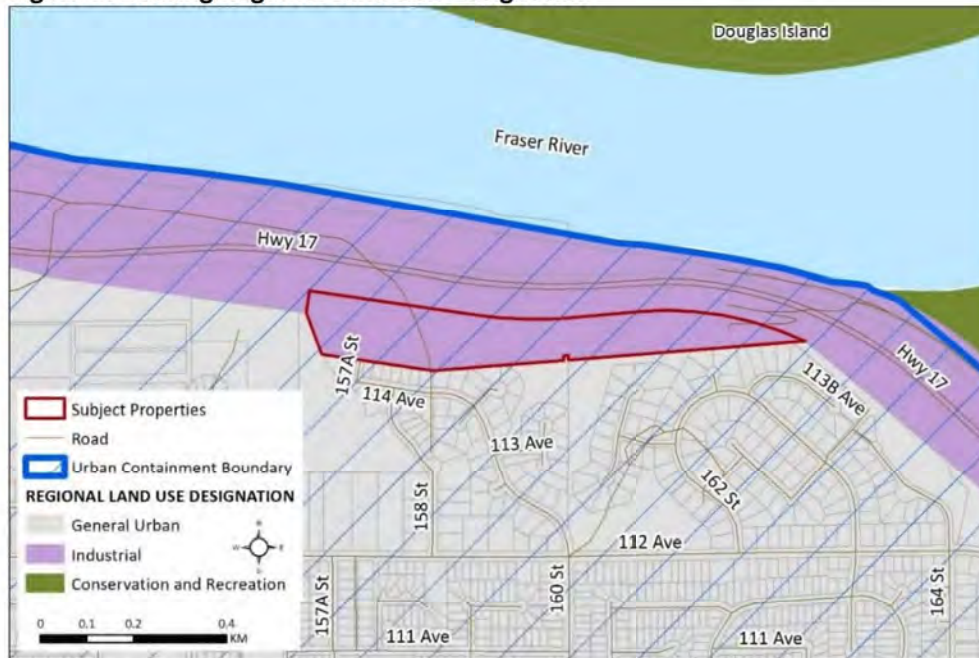 Douglas Island
Fraser River
Hwy 17
Hwy 17
157A St
114 Ave
113B Ave
113 Ave
162 St
158 St
112 Ave
157A St
160 St
164 St
111 Ave
111 Ave
Subject Properties
Road
Urban Containment Boundary
REGIONAL LAND USE DESIGNATION
General Urban
Industrial
Conservation and Recreation
N
W E
S
0 0.1 0.2 0.4
KM